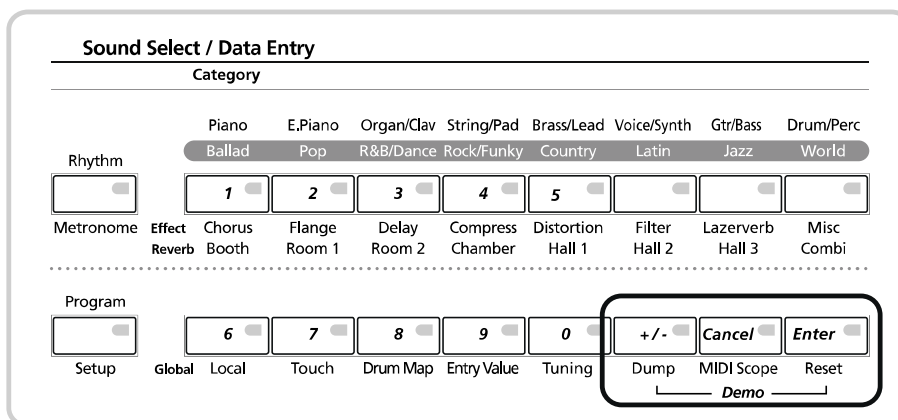 Sound Select / Data Entry
Category
Piano E.Piano Organ/Clav String/Pad Brass/Lead Voice/Synth Gtr/Bass Drum/Perc
Rhythm Ballad Pop R&B/Dance Rock/Funky Country Latin Jazz World
1 2 3 4 5
Metronome Effect Chorus Flange Delay Compress Distortion Filter Lazerverb Misc
Reverb Booth Room 1 Room 2 Chamber Hall 1 Hall 2 Hall 3 Combi
Program
6 7 8 9 0 +/- Cancel Enter
Setup Global Local Touch Drum Map Entry Value Tuning Dump MIDI Scope Reset
Demo